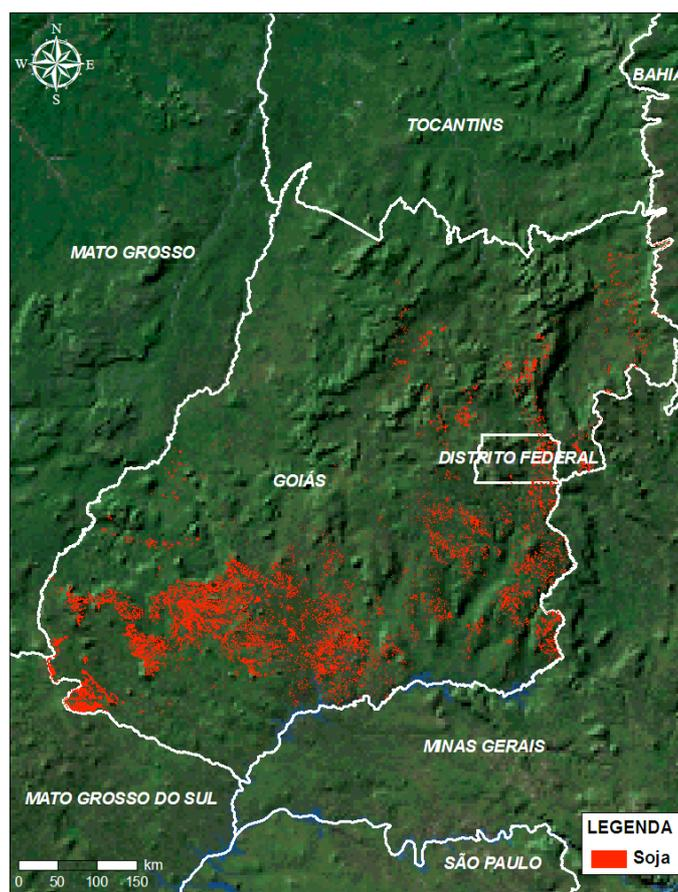 N
W E
S
BAHIA
TOCANTINS
MATO GROSSO
DISTRITO FEDERAL
GOIÁS
MINAS GERAIS
MATO GROSSO DO SUL
LEGENDA
Soja
SÃO PAULO
km
0 50 100 150